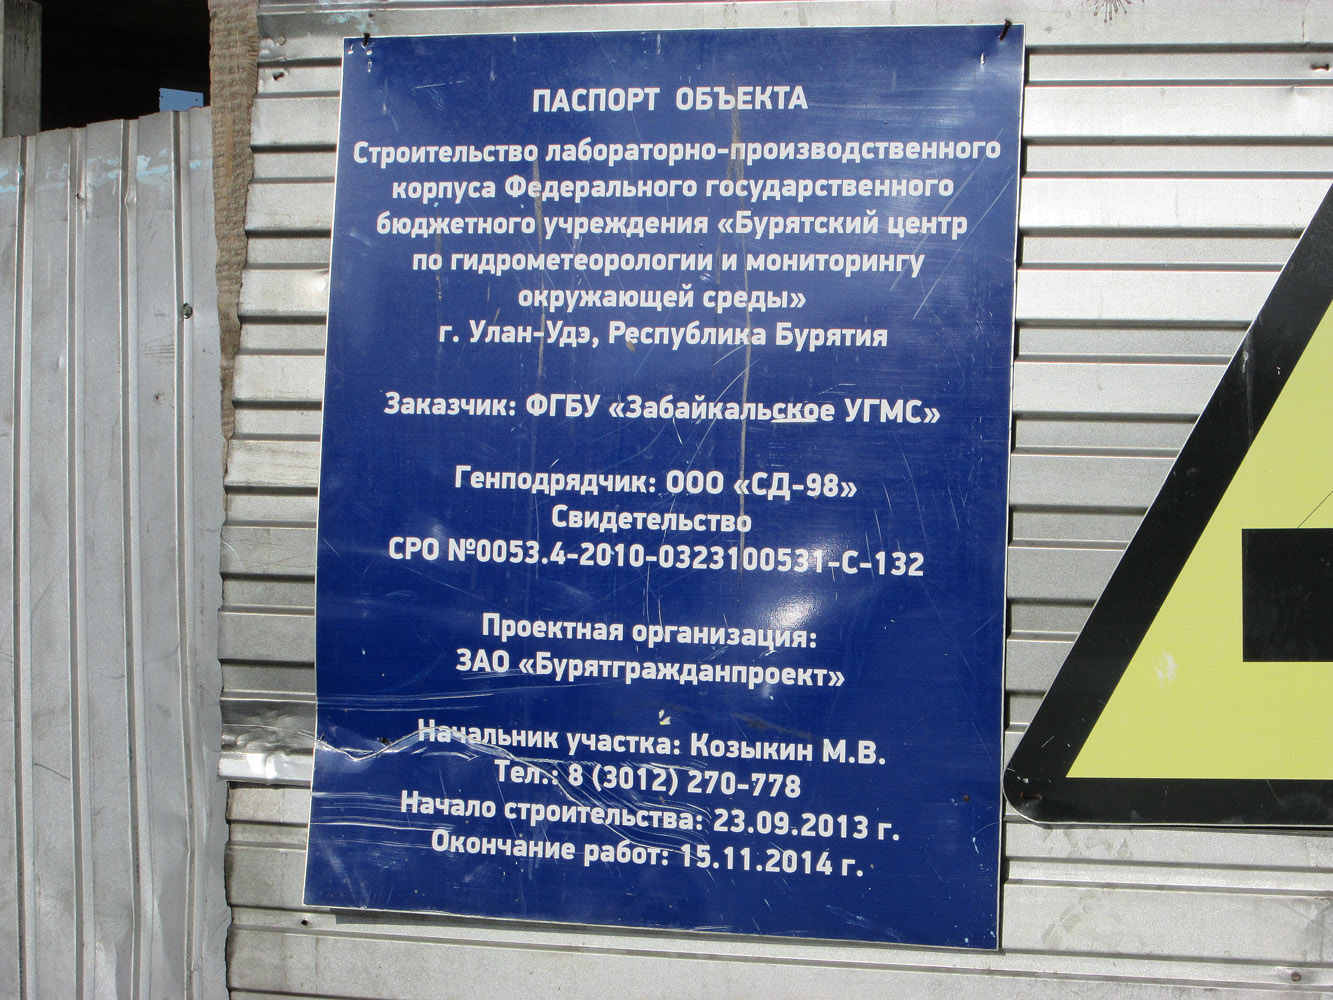 ПАСПОРТ ОБЪЕКТА
Строительство лабораторно-производственного
корпуса Федерального государственного
бюджетного учреждения «Бурятский центр
по гидрометеорологии и мониторингу
окружающей среды»
г. Улан-Удэ, Республика Бурятия
Заказчик: ФГБУ «Забайкальское УГМС»
Генподрядчик: ООО «СД-98»
Свидетельство
СРО №0053.4-2010-0323100531-С-132
Проектная организация:
ЗАО «Бурятгражданпроект»
Начальник участка: Козыкин М.В.
Тел.: 8 (3012) 270-778
Начало строительства: 23.09.2013 г.
Окончание работ: 15.11.2014 г.